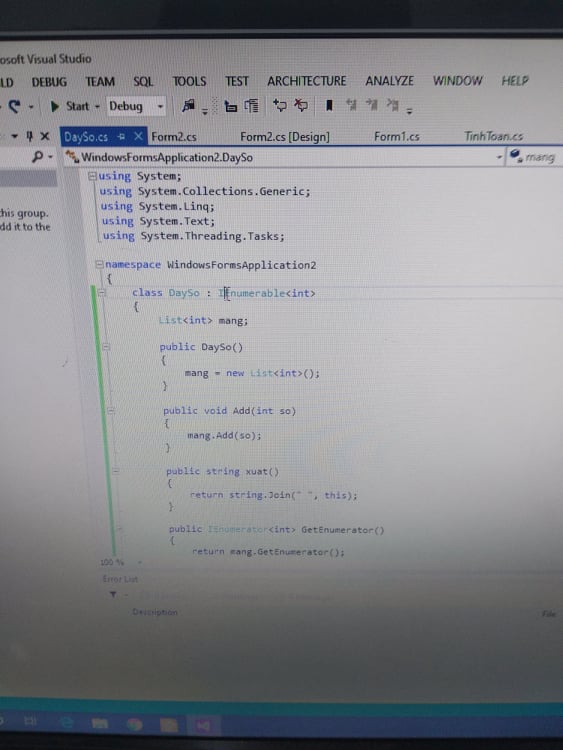 osoft Visual Studio
LD DEBUG TEAM SQL TOOLS TEST ARCHITECTURE ANALYZE WINDOW HELP
Start Debug
DaySo.cs Form2.cs Form2.cs [Design] Form1.cs TinhToan.cs
WindowsFormsApplication2.DaySo mang
using System;
using System.Collections.Generic;
using System.Linq;
using System.Text;
using System.Threading.Tasks;
his group.
dd it to the
namespace WindowsFormsApplication2
{
class DaySo : IEnumerable<int>
{
List<int> mang;
public DaySo()
{
mang = new List<int>();
}
public void Add(int so)
{
mang.Add(so);
}
public string xuat()
{
return string.Join(" ", this);
}
public IEnumerator<int> GetEnumerator()
{
return mang.GetEnumerator();
100 %
Error List
Description File